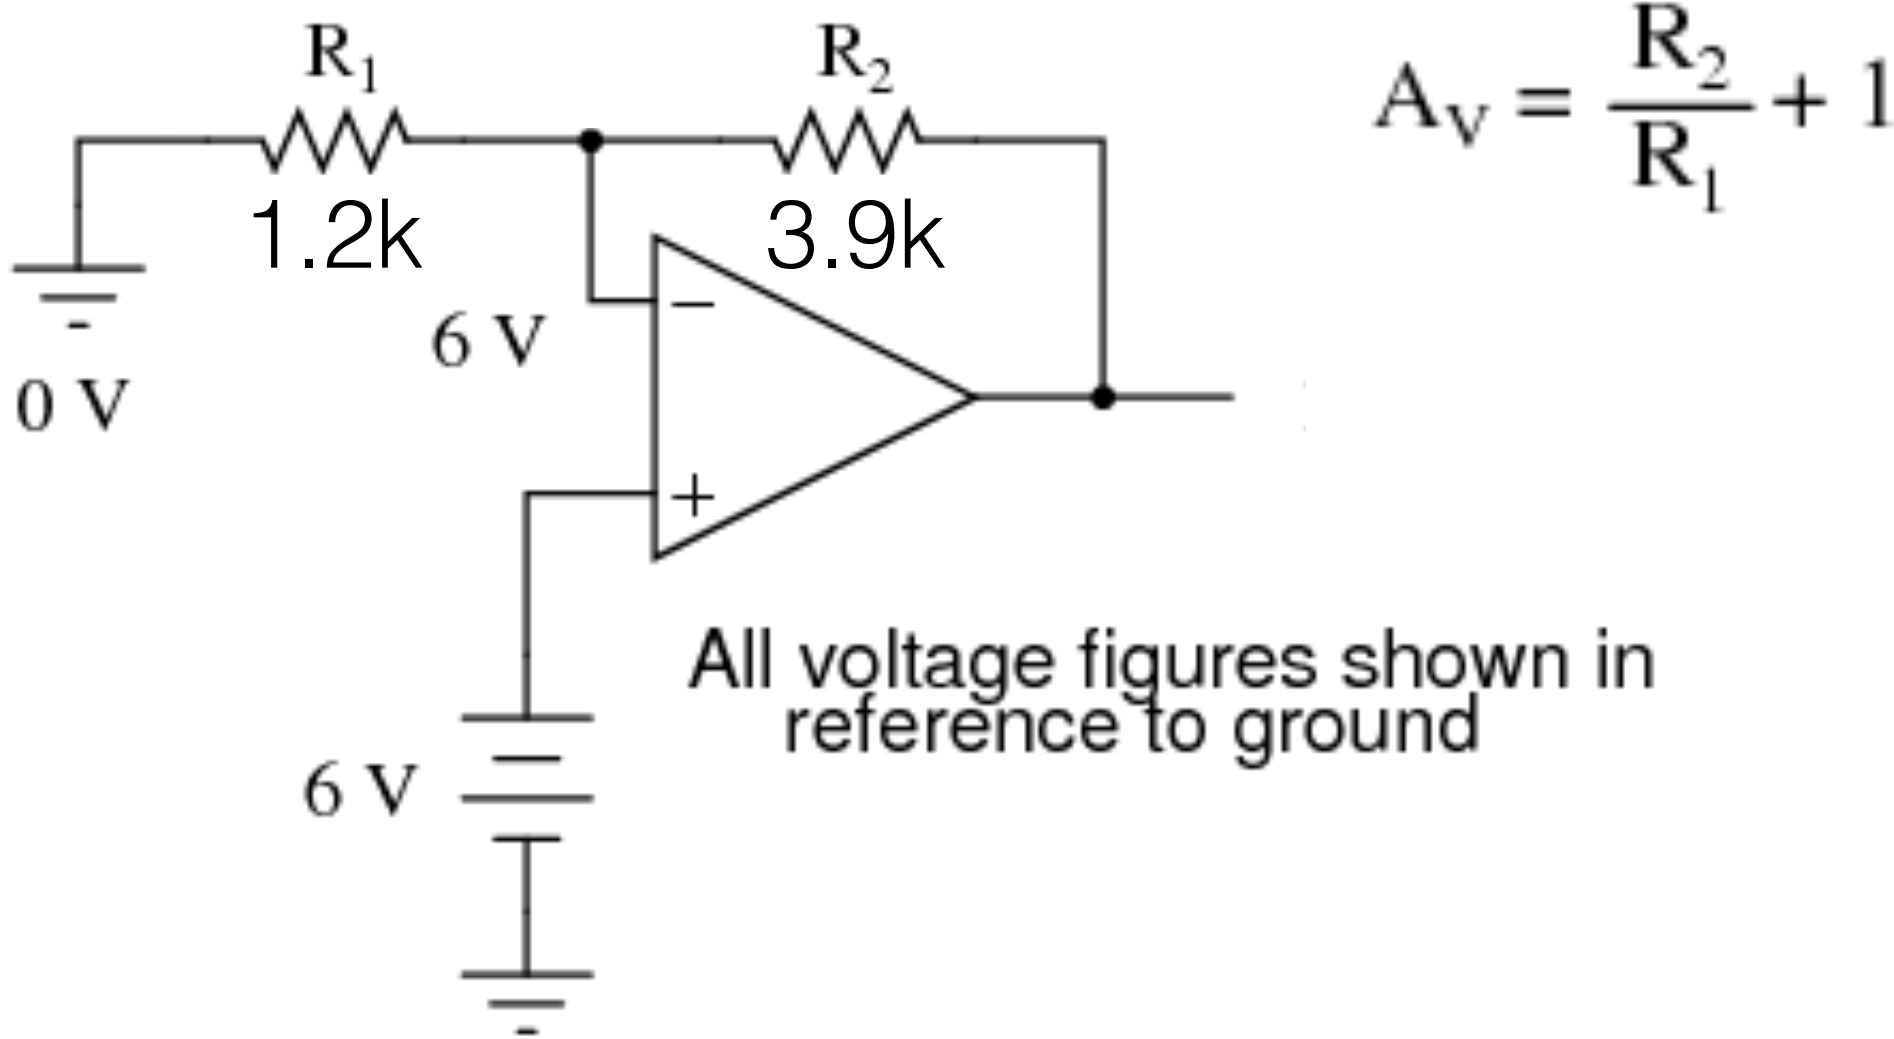 R₁
R₂
A_V = R₂/R₁ + 1
1.2k
3.9k
6 V
−
0 V
+
All voltage figures shown in
reference to ground
6 V